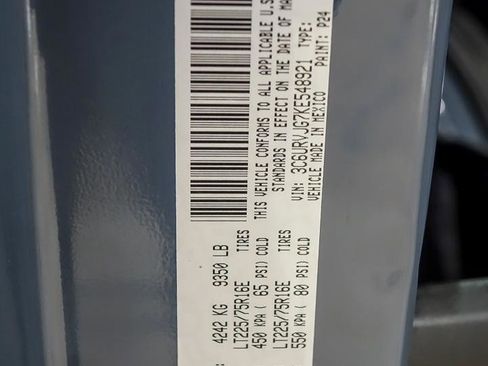 4242 KG 9350 LB
LT225/75R16E TIRES
450 KPA ( 65 PSI) COLD
LT225/75R16E TIRES
550 KPA ( 80 PSI) COLD
THIS VEHICLE CONFORMS TO ALL APPLICABLE U.S
STANDARDS IN EFFECT ON THE DATE OF MA
VIN: 3C6URVJG7KE548921 TYPE:
VEHICLE MADE IN MEXICO PAINT: P24